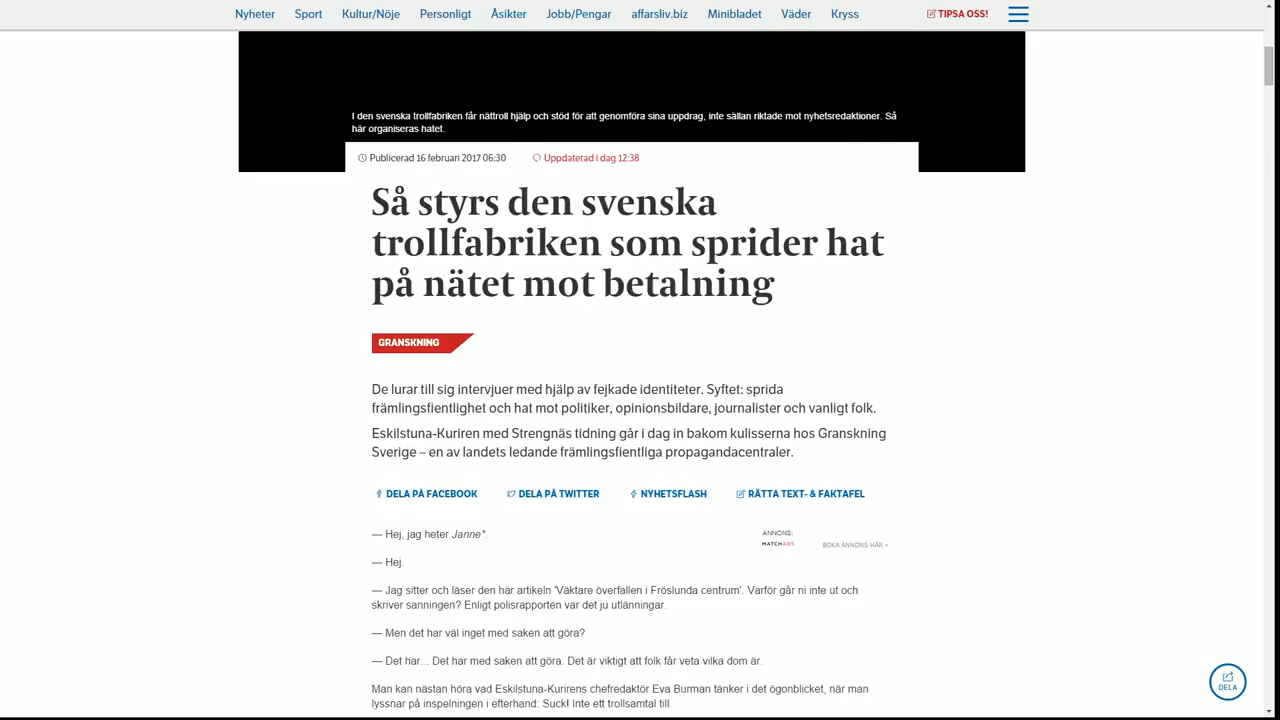 Nyheter Sport Kultur/Nöje Personligt Åsikter Jobb/Pengar affarsliv.biz Minibladet Väder Kryss TIPSA OSS!
I den svenska trollfabriken får nättroll hjälp och stöd för att genomföra sina uppdrag, inte sällan riktade mot nyhetsredaktioner. Så
här organiseras hatet.
Publicerad 16 februari 2017 06:30 Uppdaterad i dag 12:38
Så styrs den svenska
trollfabriken som sprider hat
på nätet mot betalning
GRANSKNING
De lurar till sig intervjuer med hjälp av fejkade identiteter. Syftet: sprida
främlingsfientlighet och hat mot politiker, opinionsbildare, journalister och vanligt folk.
Eskilstuna-Kuriren med Strengnäs tidning går i dag in bakom kulisserna hos Granskning
Sverige – en av landets ledande främlingsfientliga propagandacentraler.
DELA PÅ FACEBOOK DELA PÅ TWITTER NYHETSFLASH RÄTTA TEXT- & FAKTAFEL
— Hej, jag heter Janne*.
ANNONS:
MATCHADS BOKA ANNONS HÄR »
— Hej.
— Jag sitter och läser den här artikeln 'Väktare överfallen i Fröslunda centrum'. Varför går ni inte ut och
skriver sanningen? Enligt polisrapporten var det ju utlänningar.
— Men det har väl inget med saken att göra?
— Det har... Det har med saken att göra. Det är viktigt att folk får veta vilka dom är.
Man kan nästan höra vad Eskilstuna-Kurirens chefredaktör Eva Burman tänker i det ögonblicket, när man
lyssnar på inspelningen i efterhand: Suck! Inte ett trollsamtal till.
DELA